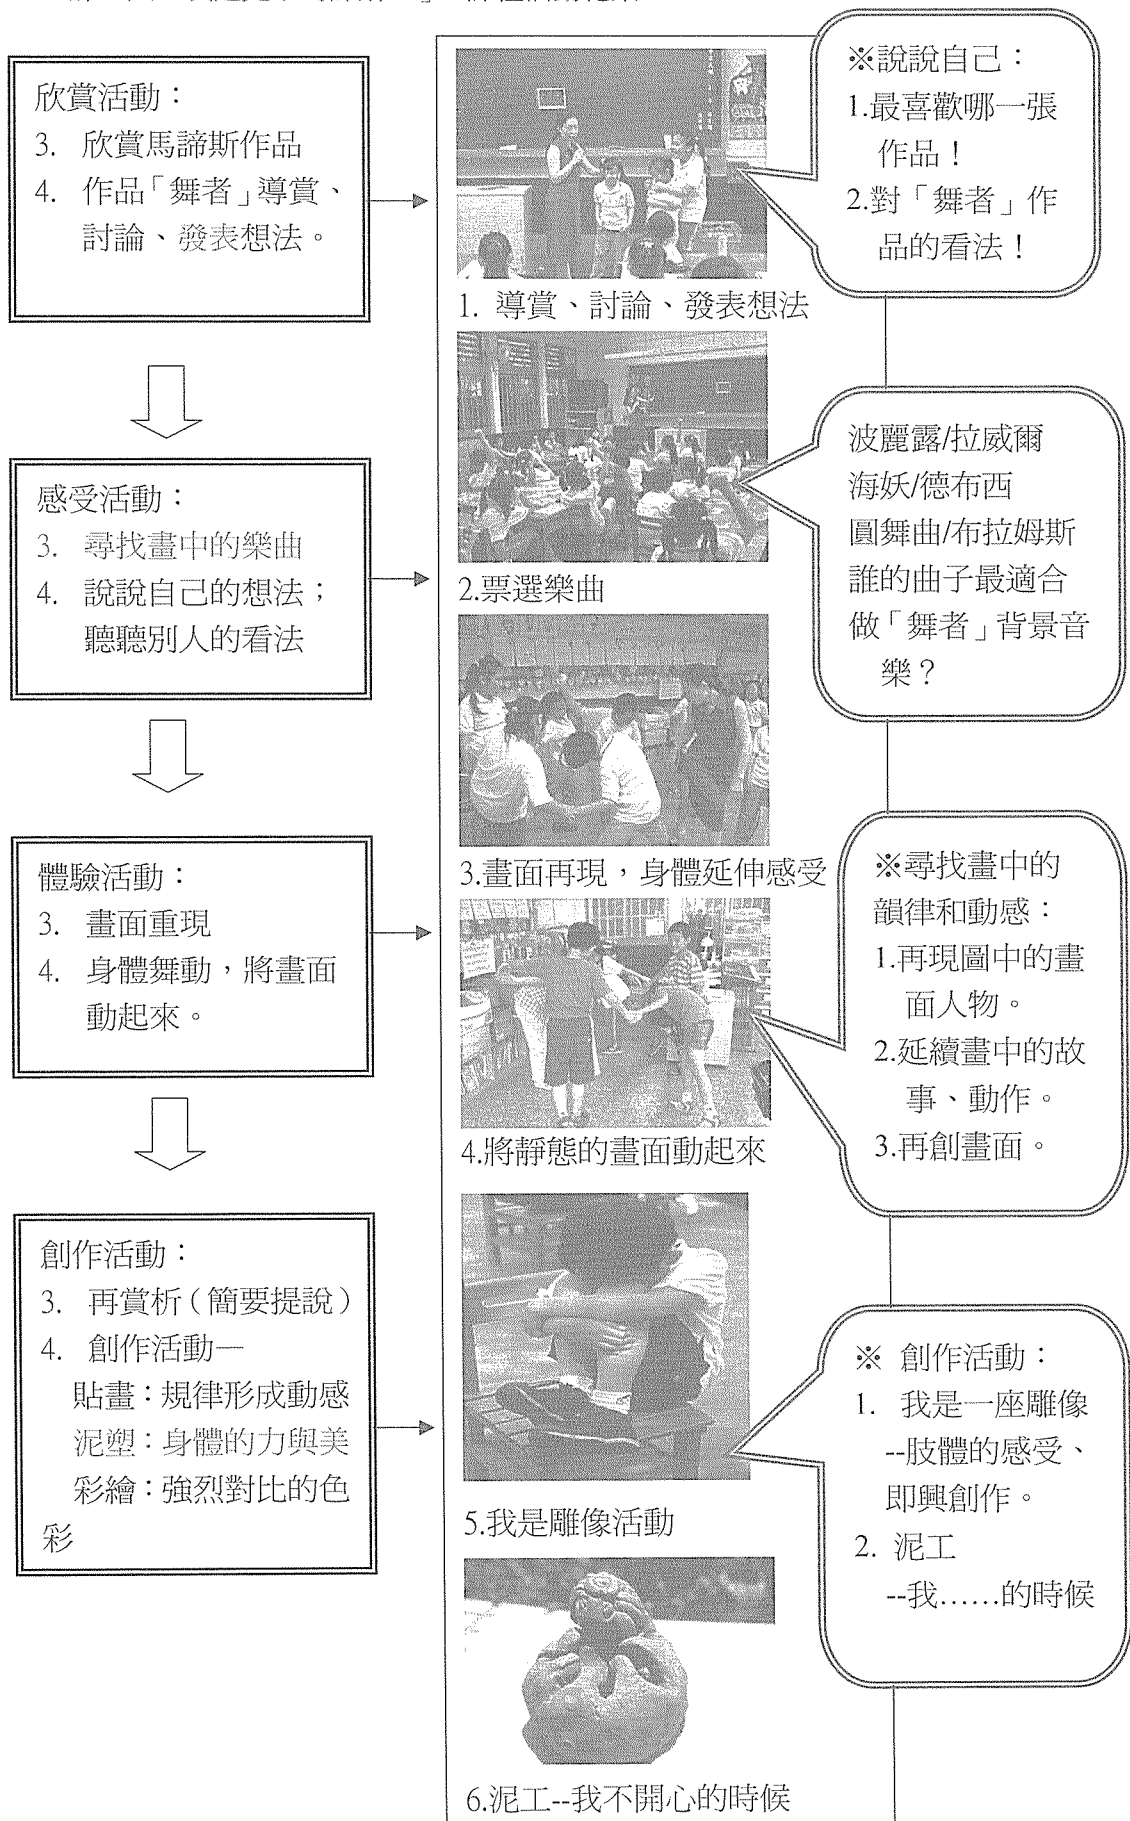 欣賞活動：
3. 欣賞馬諦斯作品
4. 作品「舞者」導賞、
討論、發表想法。
1. 導賞、討論、發表想法
※說說自己：
1.最喜歡哪一張
作品！
2.對「舞者」作
品的看法！
感受活動：
3. 尋找畫中的樂曲
4. 說說自己的想法；
聽聽別人的看法
2.票選樂曲
波麗露/拉威爾
海妖/德布西
圓舞曲/布拉姆斯
誰的曲子最適合
做「舞者」背景音
樂？
體驗活動：
3. 畫面重現
4. 身體舞動，將畫面
動起來。
3.畫面再現，身體延伸感受
4.將靜態的畫面動起來
※尋找畫中的
韻律和動感：
1.再現圖中的畫
面人物。
2.延續畫中的故
事、動作。
3.再創畫面。
創作活動：
3. 再賞析（簡要提說）
4. 創作活動—
貼畫：規律形成動感
泥塑：身體的力與美
彩繪：強烈對比的色
彩
5.我是雕像活動
6.泥工--我不開心的時候
※ 創作活動：
1. 我是一座雕像
--肢體的感受、
即興創作。
2. 泥工
--我……的時候